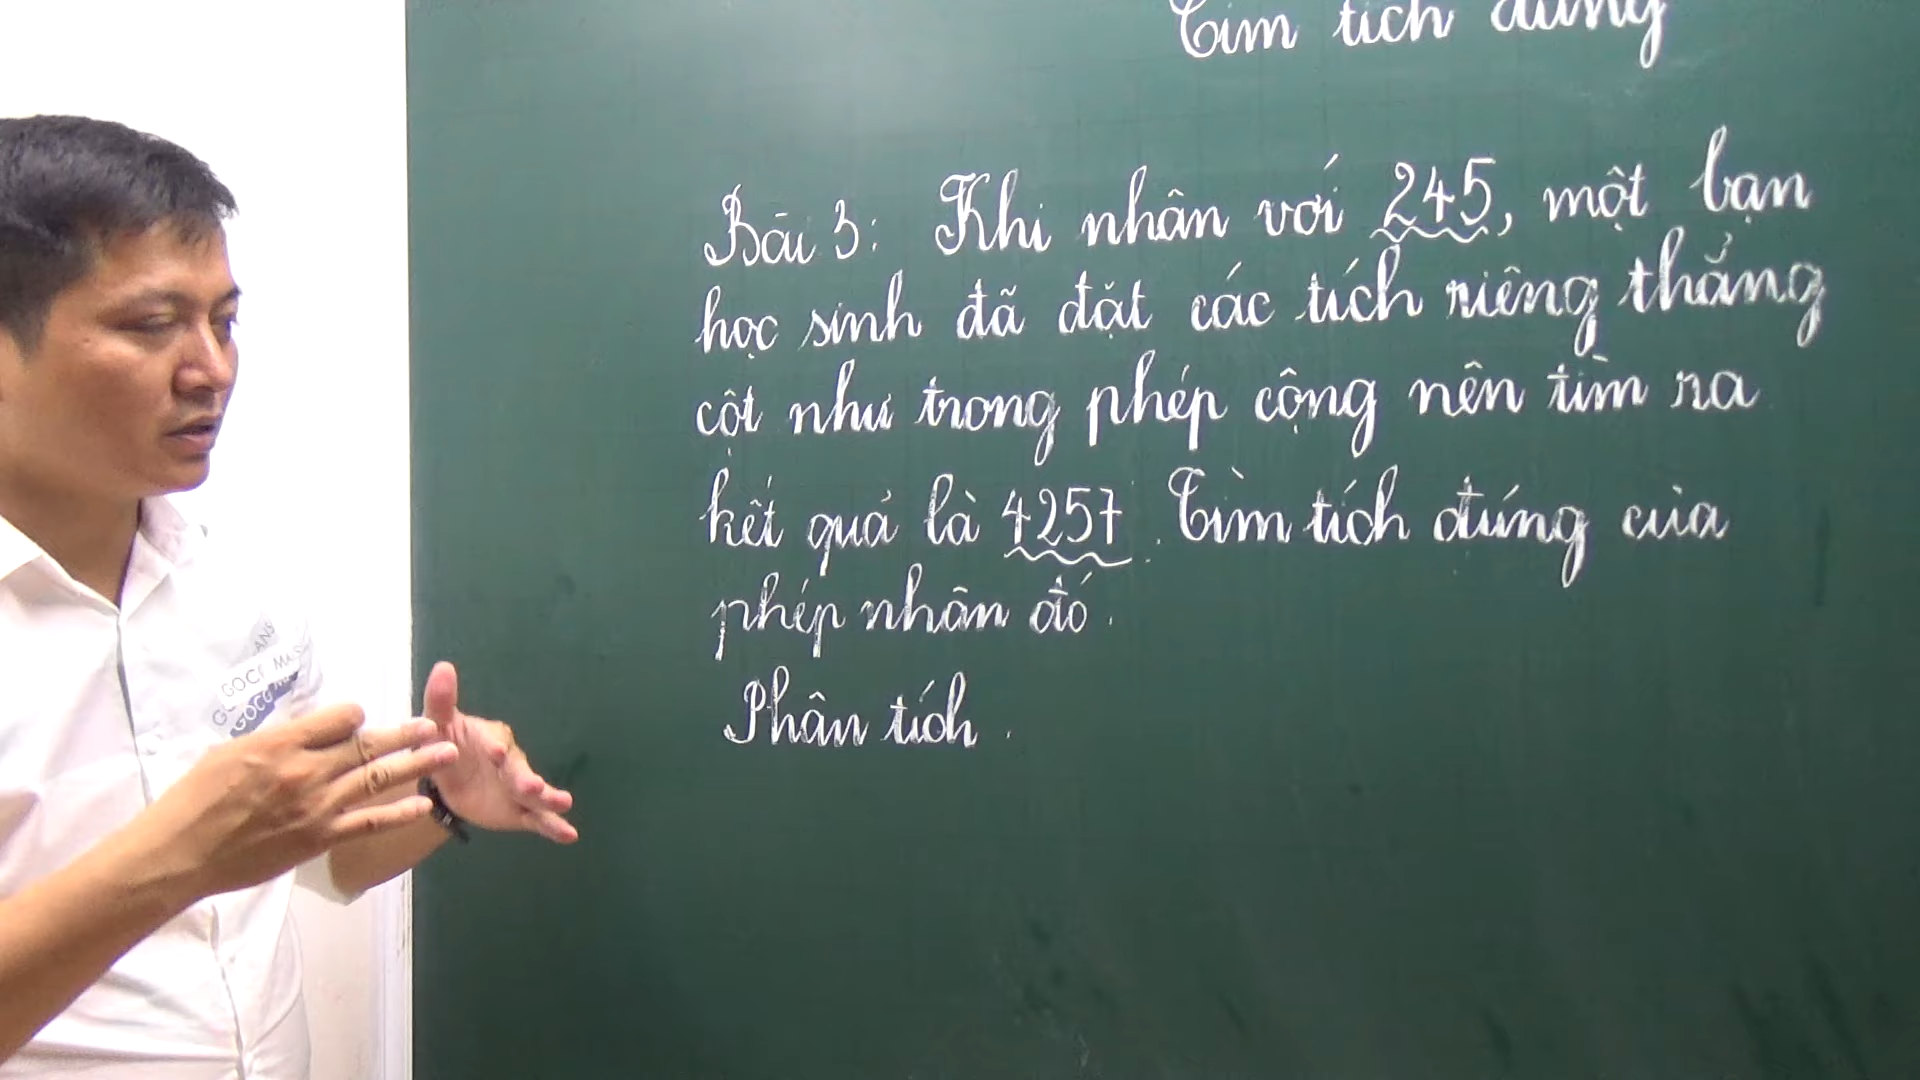 Tìm tích đúng
Bài 3: Khi nhân với 245, một bạn
học sinh đã đặt các tích riêng thẳng
cột như trong phép cộng nên tìm ra
kết quả là 4257. Tìm tích đúng của
phép nhân đó.
Phân tích.
GOCO
GOCO